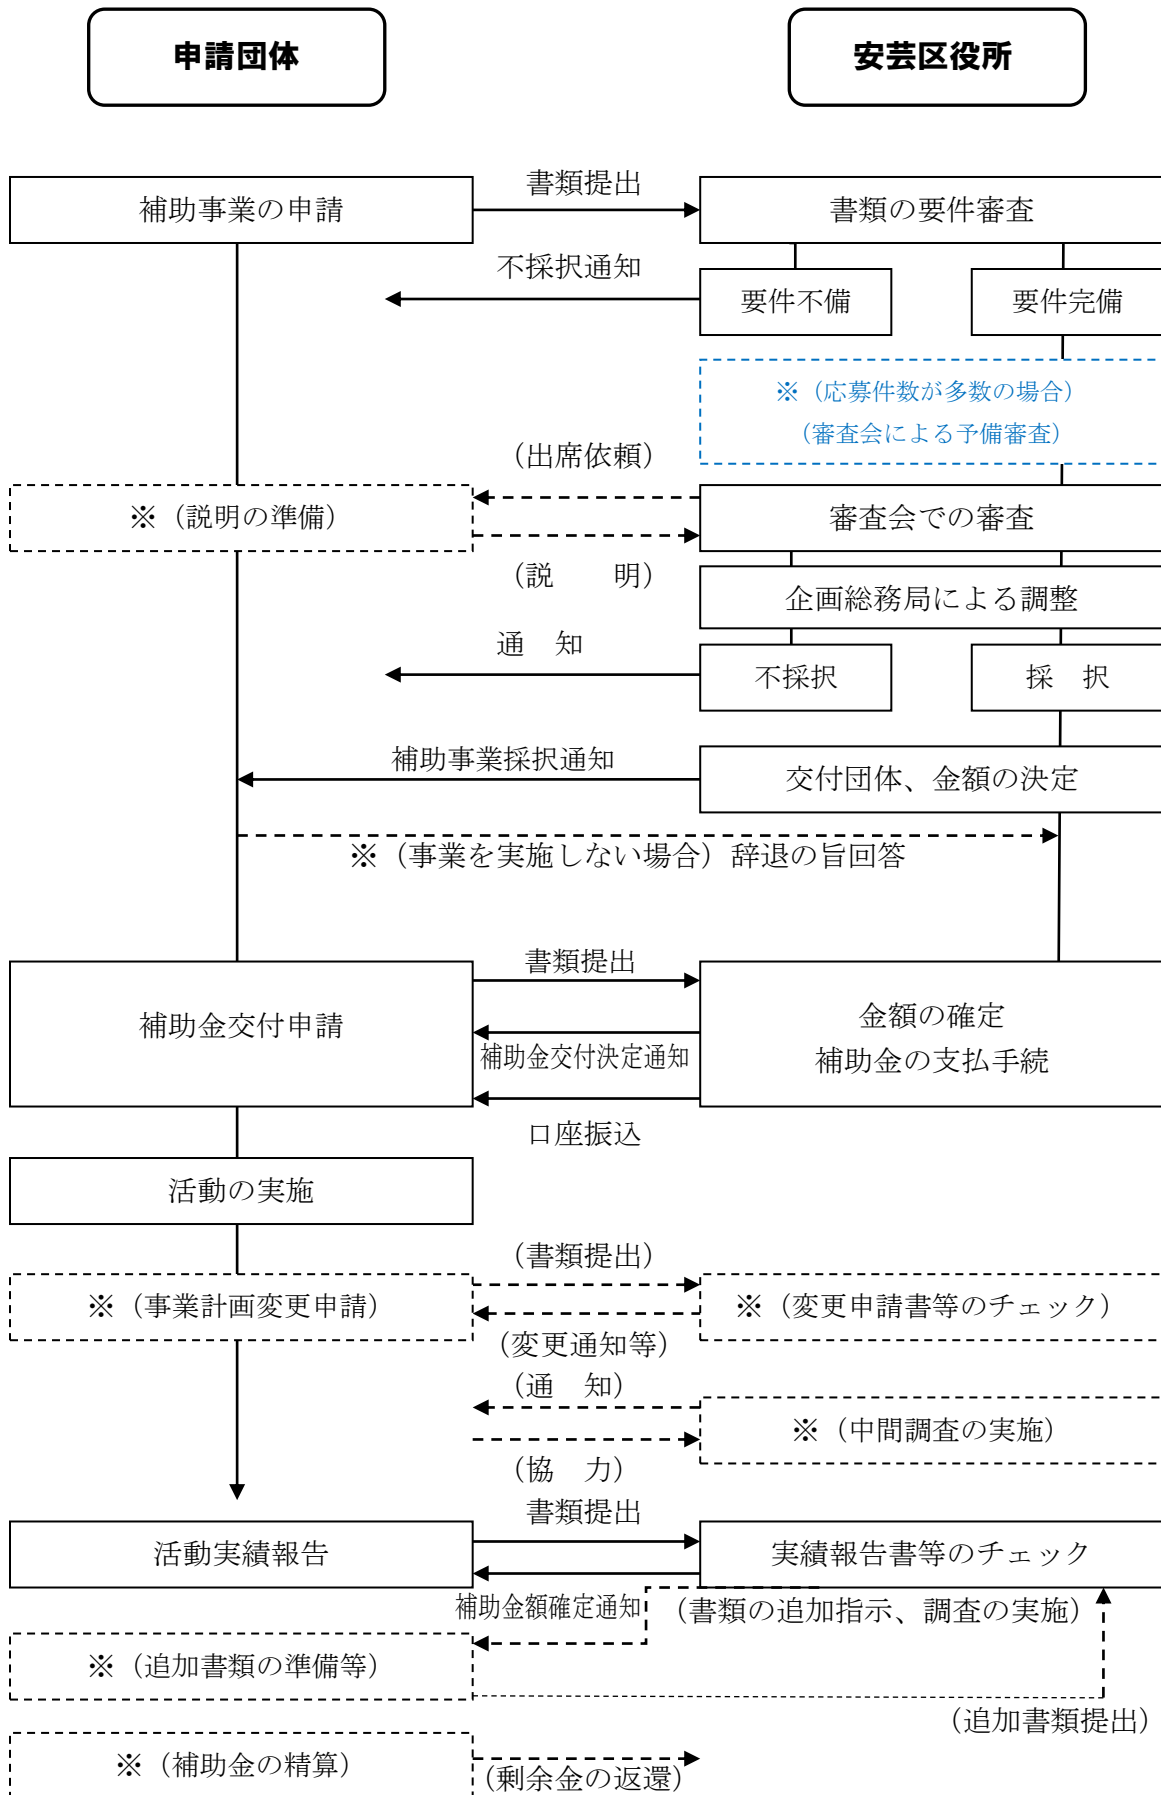 申請団体
安芸区役所
書類提出
補助事業の申請
書類の要件審査
不採択通知
要件不備
要件完備
※（応募件数が多数の場合）
（審査会による予備審査）
（出席依頼）
※（説明の準備）
審査会での審査
（説　　明）
企画総務局による調整
通　知
不採択
採　択
補助事業採択通知
交付団体、金額の決定
※（事業を実施しない場合）辞退の旨回答
書類提出
補助金交付申請
金額の確定
補助金の支払手続
補助金交付決定通知
口座振込
活動の実施
（書類提出）
※（事業計画変更申請）
※（変更申請書等のチェック）
（変更通知等）
（通　知）
※（中間調査の実施）
（協　力）
書類提出
活動実績報告
実績報告書等のチェック
補助金額確定通知
（書類の追加指示、調査の実施）
※（追加書類の準備等）
（追加書類提出）
※（補助金の精算）
（剰余金の返還）